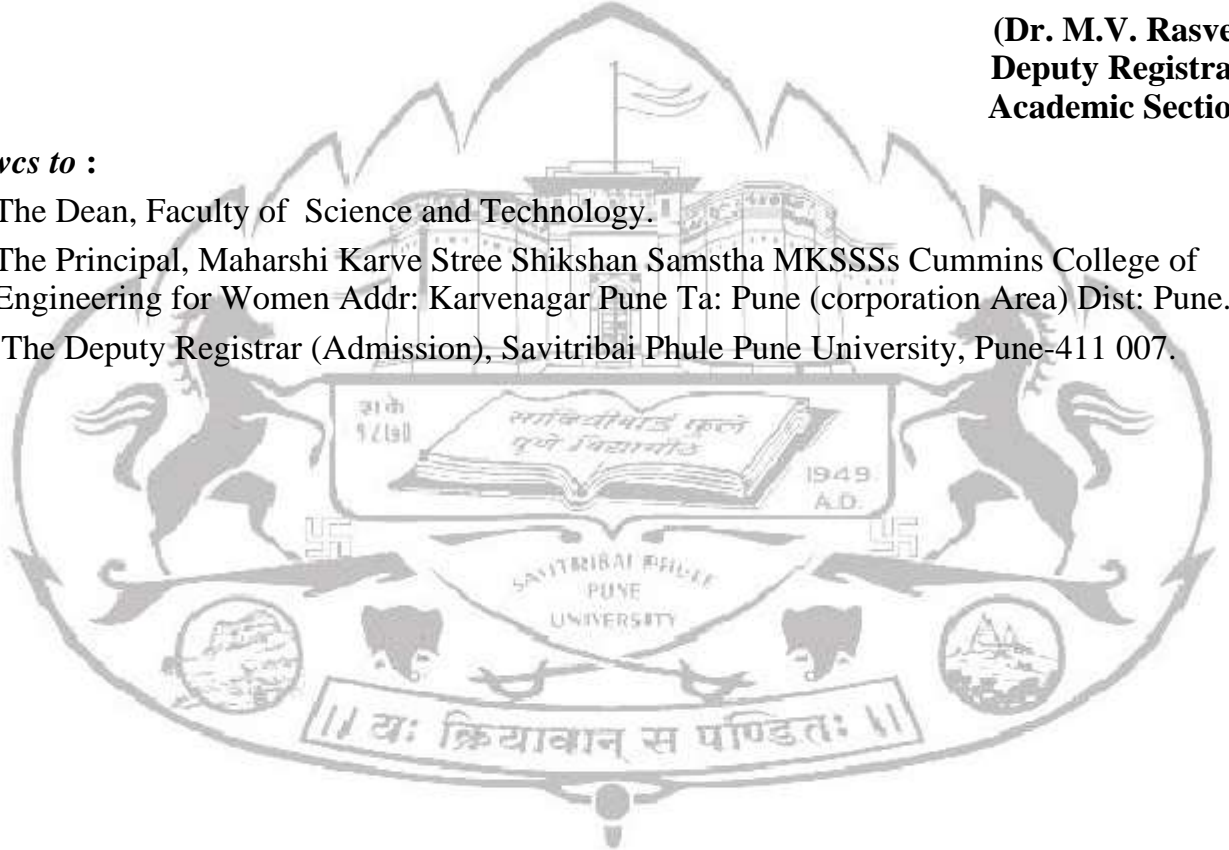 (Dr. M.V. Rasve
Deputy Registra
Academic Sectio
wcs to :
The Dean, Faculty of Science and Technology.
The Principal, Maharshi Karve Stree Shikshan Samstha MKSSSs Cummins College of
Engineering for Women Addr: Karvenagar Pune Ta: Pune (corporation Area) Dist: Pune.
The Deputy Registrar (Admission), Savitribai Phule Pune University, Pune-411 007.
सावित्रीबाई फुले
पुणे विद्यापीठ
1949
A.D.
SAVITRIBAI PHULE
PUNE
UNIVERSITY
।। यः क्रियावान् स पण्डितः ।।